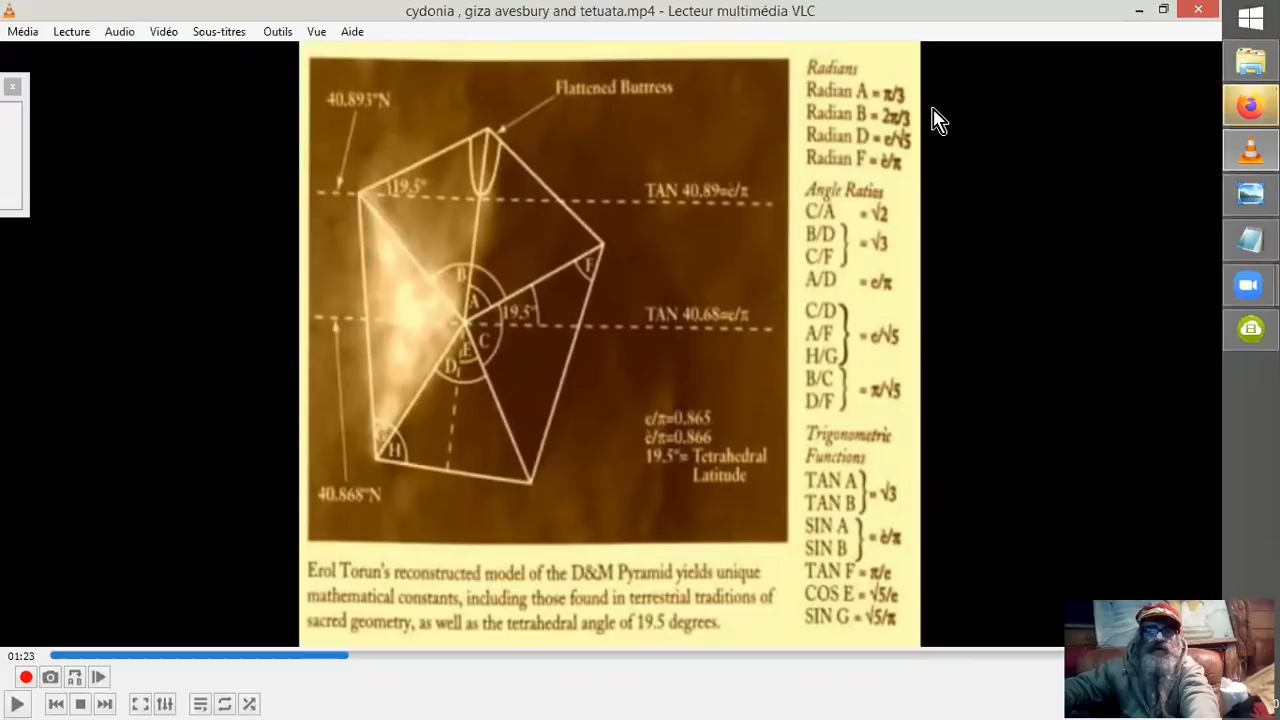 cydonia , giza avesbury and tetuata.mp4 - Lecteur multimédia VLC
Média Lecture Audio Vidéo Sous-titres Outils Vue Aide
40.893°N
Flattened Buttress
19.5°
TAN 40.89=è/π
B
F
A
19.5°
TAN 40.68=e/π
C
E
D
H
e/π=0.865
è/π=0.866
19.5°= Tetrahedral
Latitude
40.868°N
Erol Torun's reconstructed model of the D&M Pyramid yields unique
mathematical constants, including those found in terrestrial traditions of
sacred geometry, as well as the tetrahedral angle of 19.5 degrees.
Radians
Radian A = π/3
Radian B = 2π/3
Radian D = e/√5
Radian F = è/π
Angle Ratios
C/A = √2
B/D
C/F
} = √3
A/D = e/π
C/D
A/F
H/G
} = e/√5
B/C
D/F
} = π/√5
Trigonometric
Functions
TAN A
TAN B
} = √3
SIN A
SIN B
} = è/π
TAN F = π/e
COS E = √5/e
SIN G = √5/π
01:23